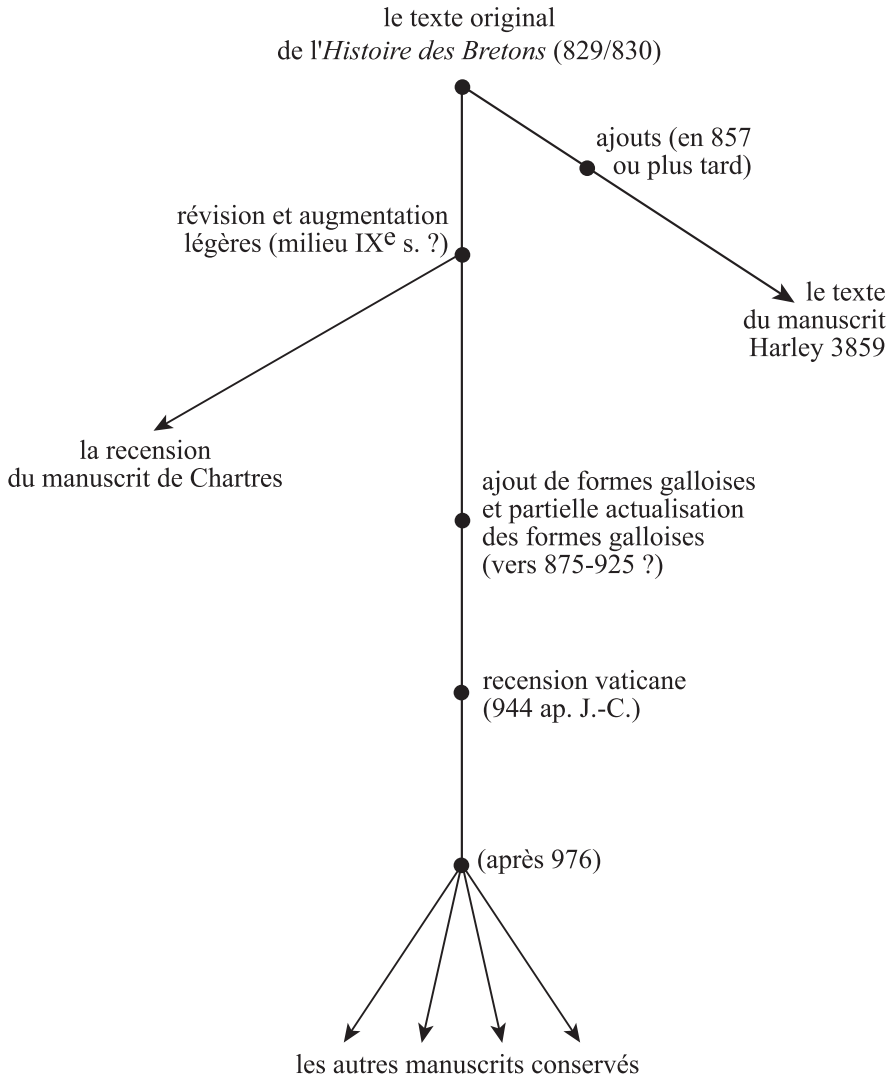 le texte original
de l'Histoire des Bretons (829/830)
ajouts (en 857
ou plus tard)
révision et augmentation
légères (milieu IXe s. ?)
le texte
du manuscrit
Harley 3859
la recension
du manuscrit de Chartres
ajout de formes galloises
et partielle actualisation
des formes galloises
(vers 875-925 ?)
recension vaticane
(944 ap. J.-C.)
(après 976)
les autres manuscrits conservés